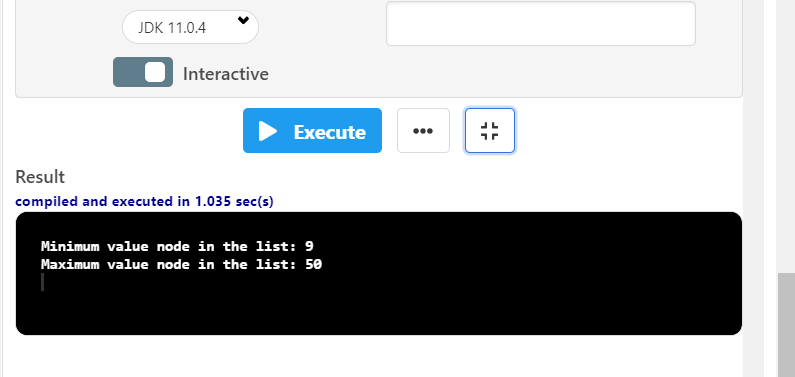 JDK 11.0.4
Interactive
Execute
Result
compiled and executed in 1.035 sec(s)
Minimum value node in the list: 9
Maximum value node in the list: 50